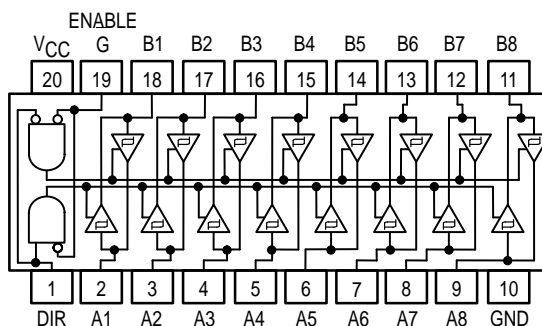 ENABLE
VCC G B1 B2 B3 B4 B5 B6 B7 B8
20 19 18 17 16 15 14 13 12 11
1 2 3 4 5 6 7 8 9 10
DIR A1 A2 A3 A4 A5 A6 A7 A8 GND